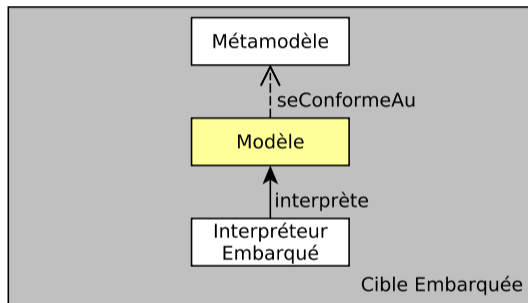 Métamodèle
seConformeAu
Modèle
interprète
Interpréteur
Embarqué
Cible Embarquée